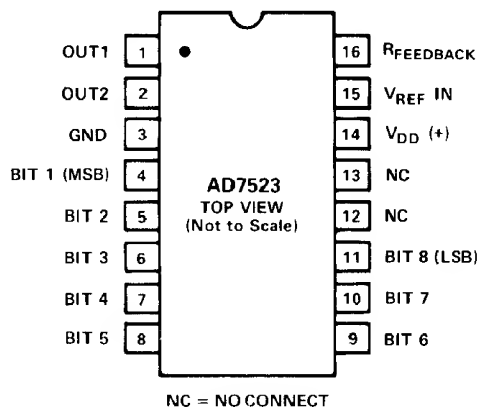 OUT1 1 16 RFEEDBACK
OUT2 2 15 VREF IN
GND 3 14 VDD (+)
BIT 1 (MSB) 4 13 NC
AD7523
TOP VIEW
(Not to Scale)
BIT 2 5 12 NC
BIT 3 6 11 BIT 8 (LSB)
BIT 4 7 10 BIT 7
BIT 5 8 9 BIT 6
NC = NO CONNECT